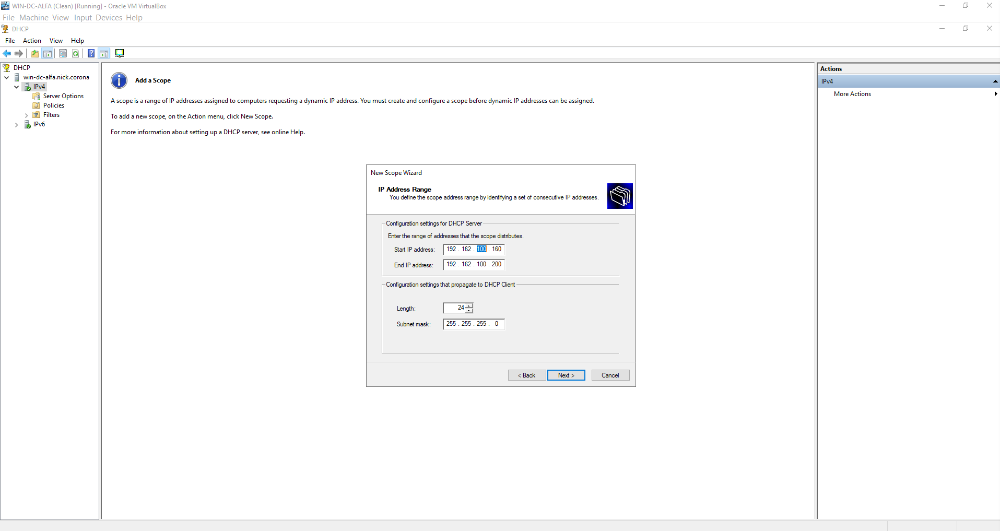 WIN-DC-ALFA (Clean) [Running] - Oracle VM VirtualBox
File Machine View Input Devices Help
DHCP
File Action View Help
DHCP
win-dc-alfa.nick.corona
IPv4
Server Options
Policies
Filters
IPv6
Add a Scope
A scope is a range of IP addresses assigned to computers requesting a dynamic IP address. You must create and configure a scope before dynamic IP addresses can be assigned.
To add a new scope, on the Action menu, click New Scope.
For more information about setting up a DHCP server, see online Help.
New Scope Wizard
IP Address Range
You define the scope address range by identifying a set of consecutive IP addresses.
Configuration settings for DHCP Server
Enter the range of addresses that the scope distributes.
Start IP address: 192 . 162 . 100 . 160
End IP address: 192 . 162 . 100 . 200
Configuration settings that propagate to DHCP Client
Length: 24
Subnet mask: 255 . 255 . 255 . 0
< Back Next > Cancel
Actions
IPv4
More Actions